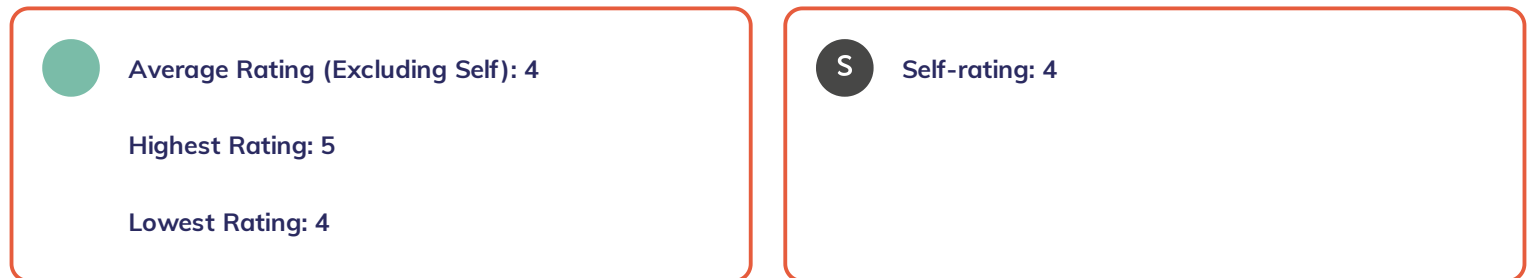 Average Rating (Excluding Self): 4
Highest Rating: 5
Lowest Rating: 4
S
Self-rating: 4